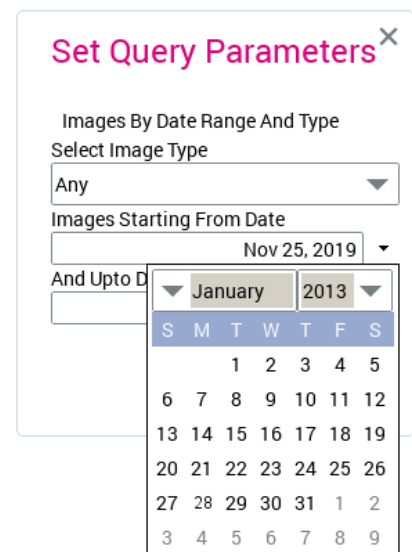 Set Query Parameters
Images By Date Range And Type
Select Image Type
Any
Images Starting From Date
Nov 25, 2019
And Upto D
January 2013
S M T W T F S
1 2 3 4 5
6 7 8 9 10 11 12
13 14 15 16 17 18 19
20 21 22 23 24 25 26
27 28 29 30 31 1 2
3 4 5 6 7 8 9